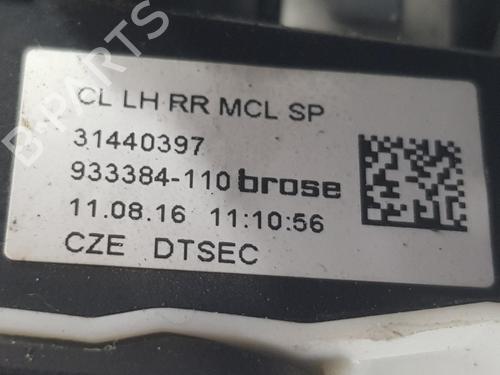 CL LH RR MCL SP
31440397
933384-110 brose
11.08.16 11:10:56
CZE DTSEC
B-PARTS